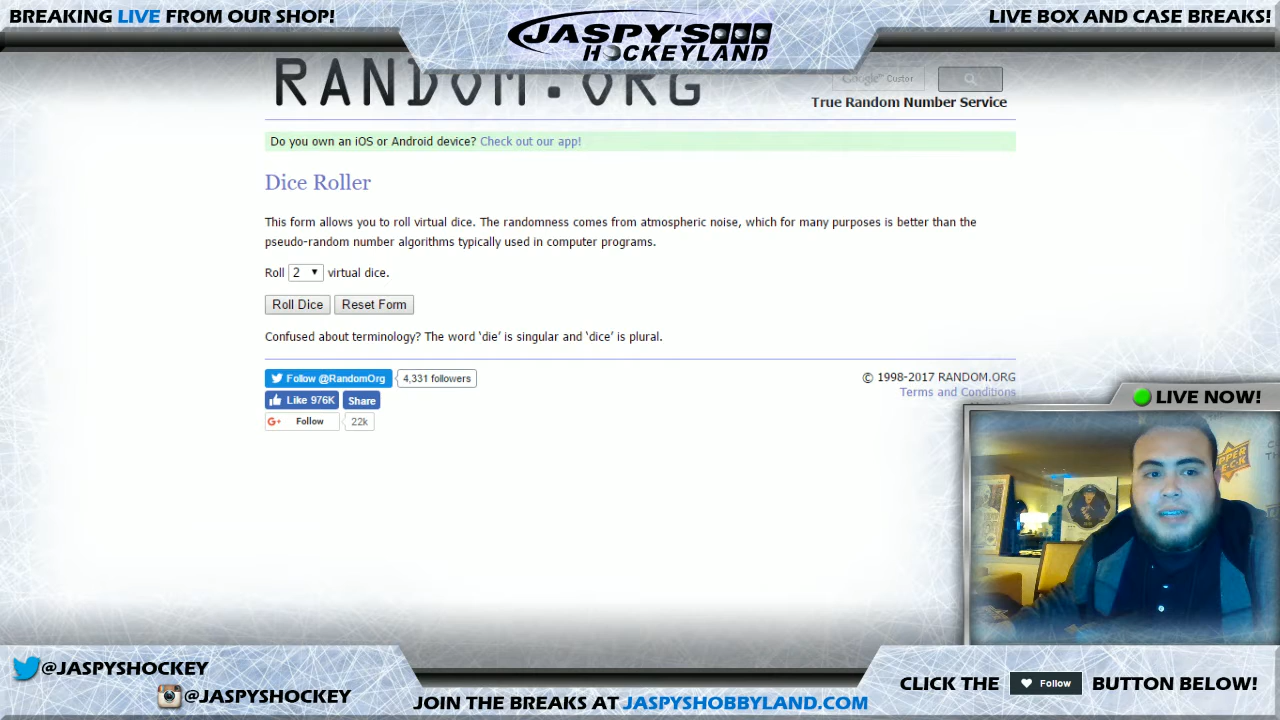 BREAKING LIVE FROM OUR SHOP!
JASPY'S
HOCKEYLAND
LIVE BOX AND CASE BREAKS!
RANDOM.ORG
Google™ Custor
True Random Number Service
Do you own an iOS or Android device? Check out our app!
Dice Roller
This form allows you to roll virtual dice. The randomness comes from atmospheric noise, which for many purposes is better than the
pseudo-random number algorithms typically used in computer programs.
Roll 2 virtual dice.
Roll Dice Reset Form
Confused about terminology? The word ‘die’ is singular and ‘dice’ is plural.
Follow @RandomOrg 4,331 followers
Like 976K Share
G+ Follow 22k
© 1998-2017 RANDOM.ORG
Terms and Conditions
LIVE NOW!
UPPER
DECK
@JASPYSHOCKEY
@JASPYSHOCKEY
JOIN THE BREAKS AT JASPYSHOBBYLAND.COM
CLICK THE Follow BUTTON BELOW!